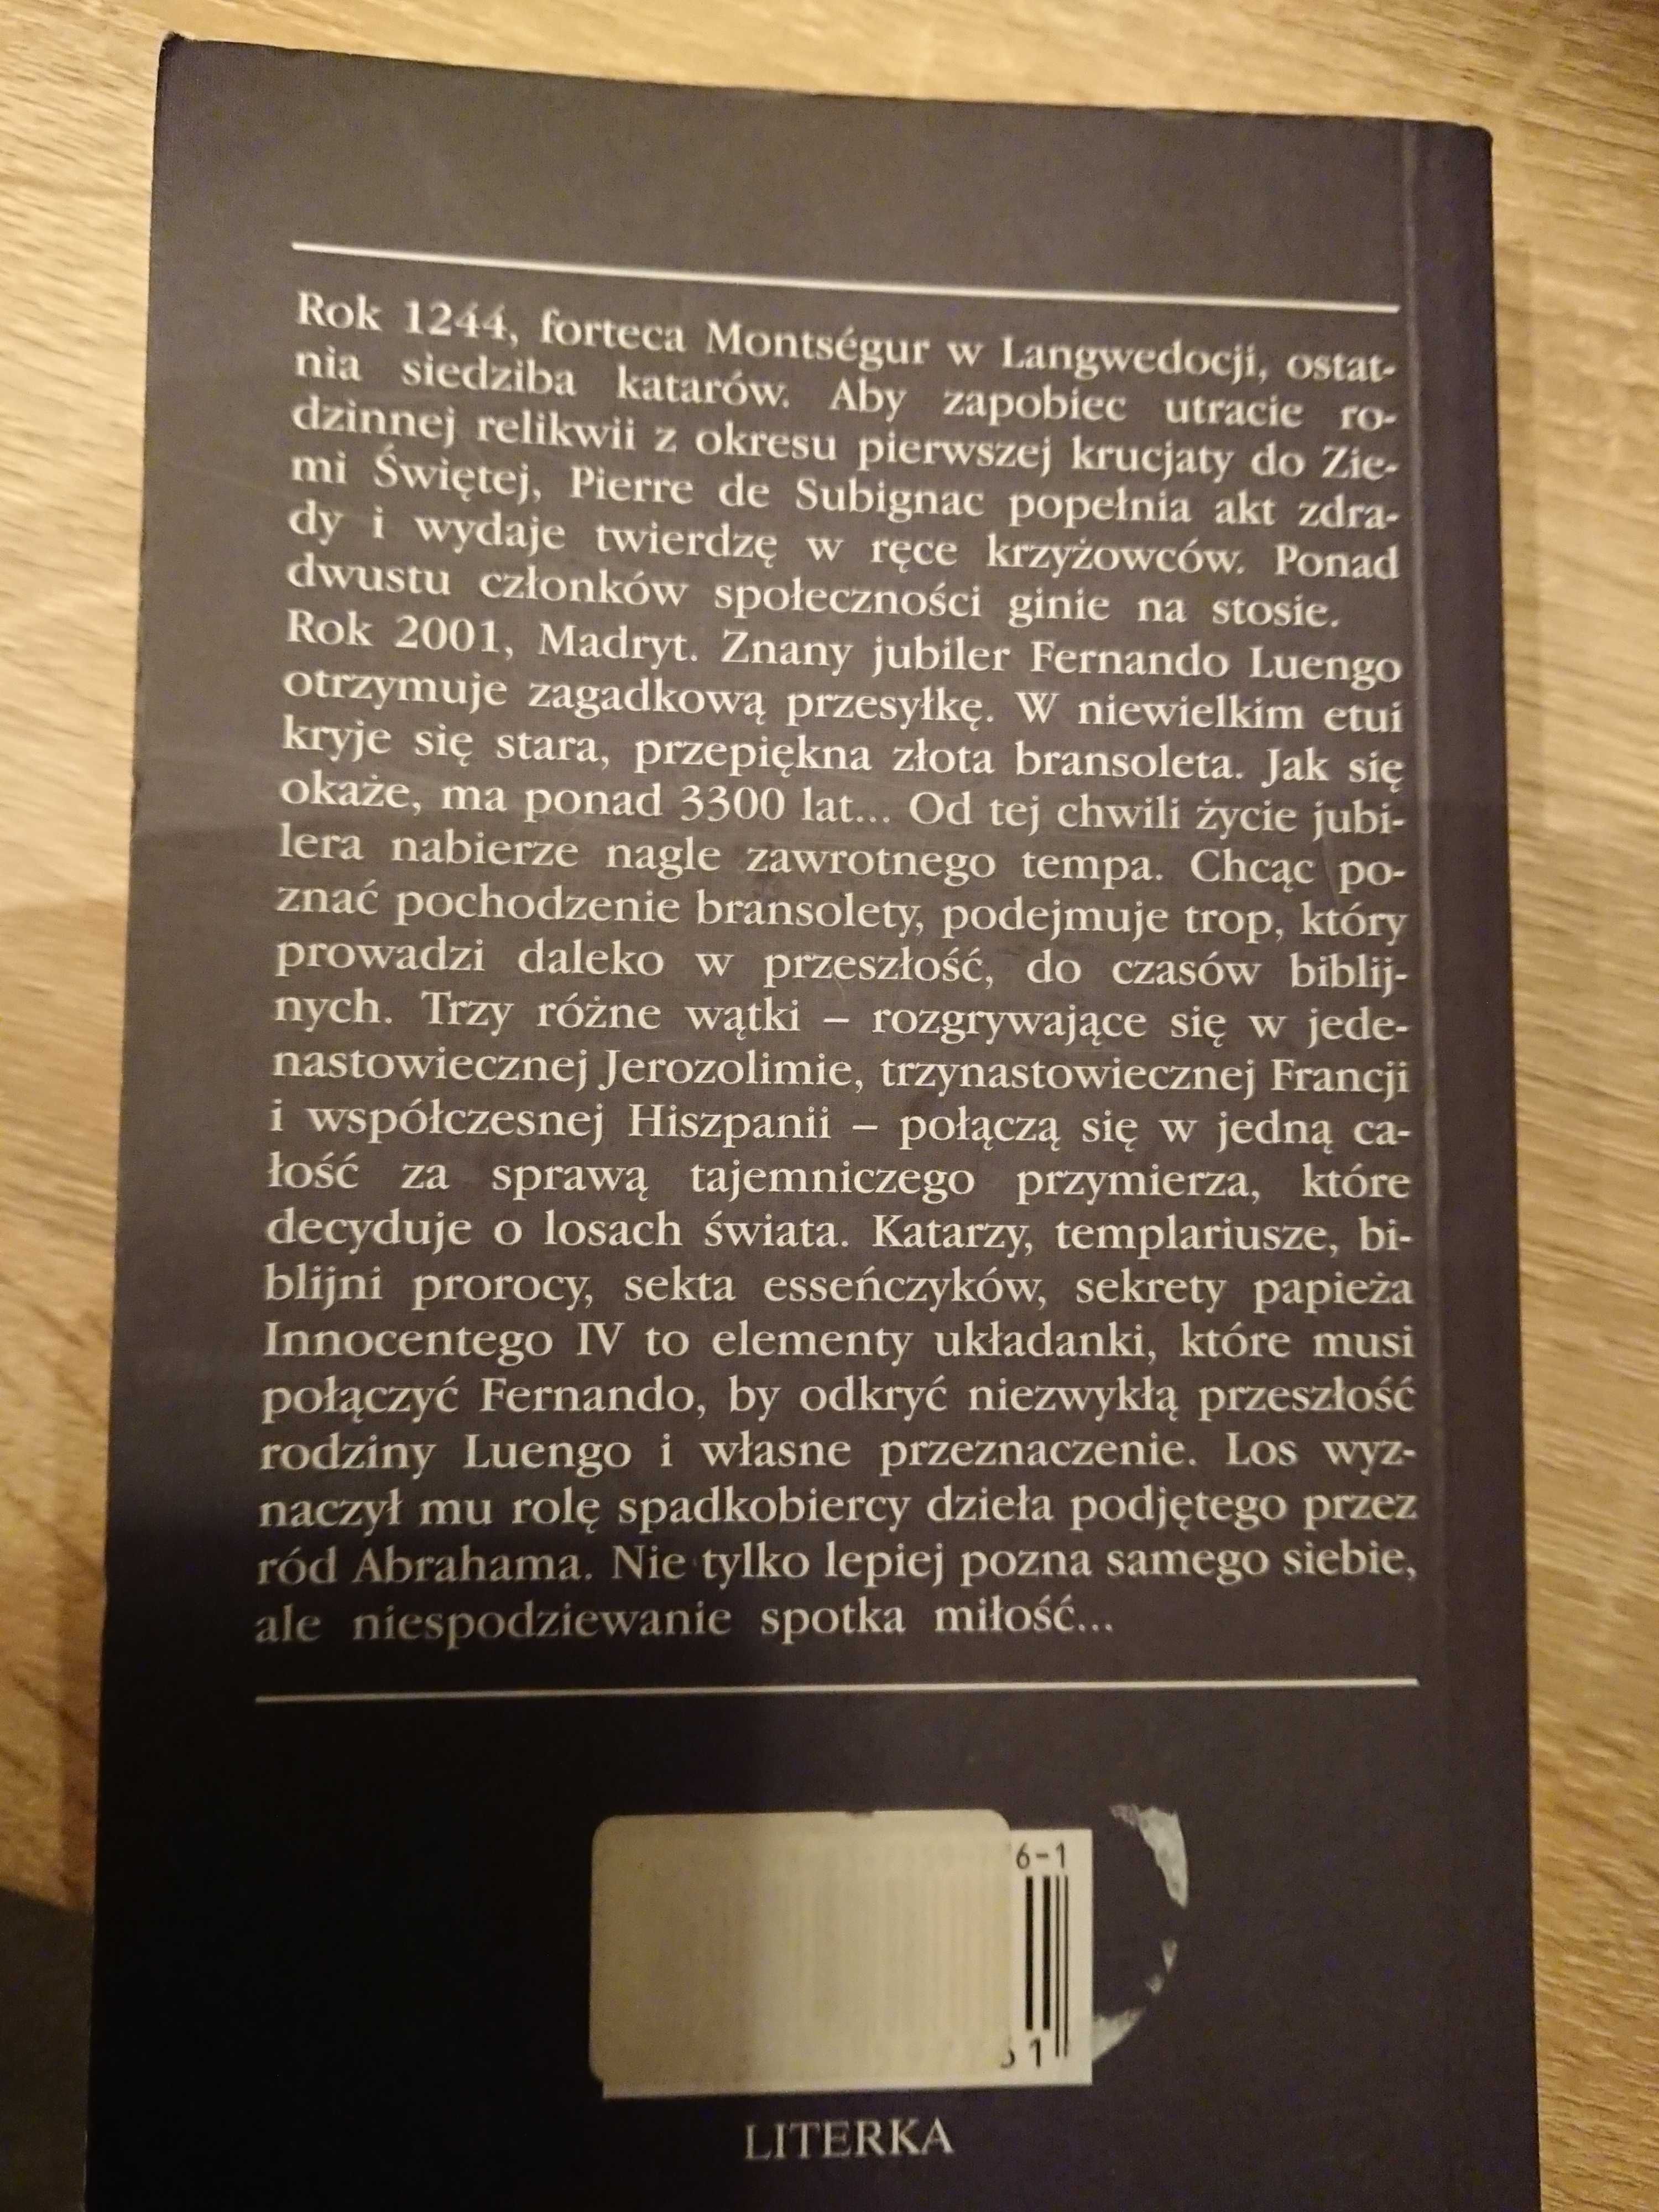 Rok 1244, forteca Montségur w Langwedocji, ostat-
nia siedziba katarów. Aby zapobiec utracie ro-
dzinnej relikwii z okresu pierwszej krucjaty do Zie-
mi Świętej, Pierre de Subignac popełnia akt zdra-
dy i wydaje twierdzę w ręce krzyżowców. Ponad
dwustu członków społeczności ginie na stosie.
Rok 2001, Madryt. Znany jubiler Fernando Luengo
otrzymuje zagadkową przesyłkę. W niewielkim etui
kryje się stara, przepiękna złota bransoleta. Jak się
okaże, ma ponad 3300 lat... Od tej chwili życie jubi-
lera nabierze nagle zawrotnego tempa. Chcąc po-
znać pochodzenie bransolety, podejmuje trop, który
prowadzi daleko w przeszłość, do czasów biblij-
nych. Trzy różne wątki – rozgrywające się w jede-
nastowiecznej Jerozolimie, trzynastowiecznej Francji
i współczesnej Hiszpanii – połączą się w jedną ca-
łość za sprawą tajemniczego przymierza, które
decyduje o losach świata. Katarzy, templariusze, bi-
blijni prorocy, sekta esseńczyków, sekrety papieża
Innocentego IV to elementy układanki, które musi
połączyć Fernando, by odkryć niezwykłą przeszłość
rodziny Luengo i własne przeznaczenie. Los wyz-
naczył mu rolę spadkobiercy dzieła podjętego przez
ród Abrahama. Nie tylko lepiej pozna samego siebie,
ale niespodziewanie spotka miłość...
6-1
1
LITERKA